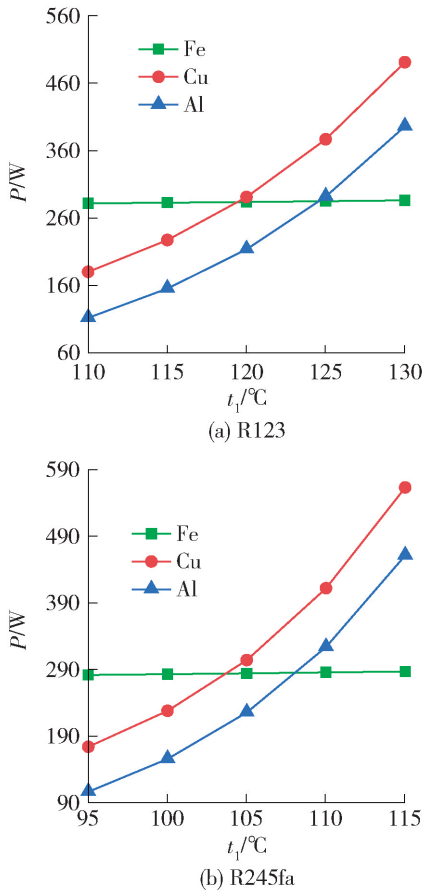 560
460
360
260
160
60
P/W
Fe
Cu
Al
110 115 120 125 130
t₁/℃
(a) R123
590
490
390
290
190
90
P/W
Fe
Cu
Al
95 100 105 110 115
t₁/℃
(b) R245fa